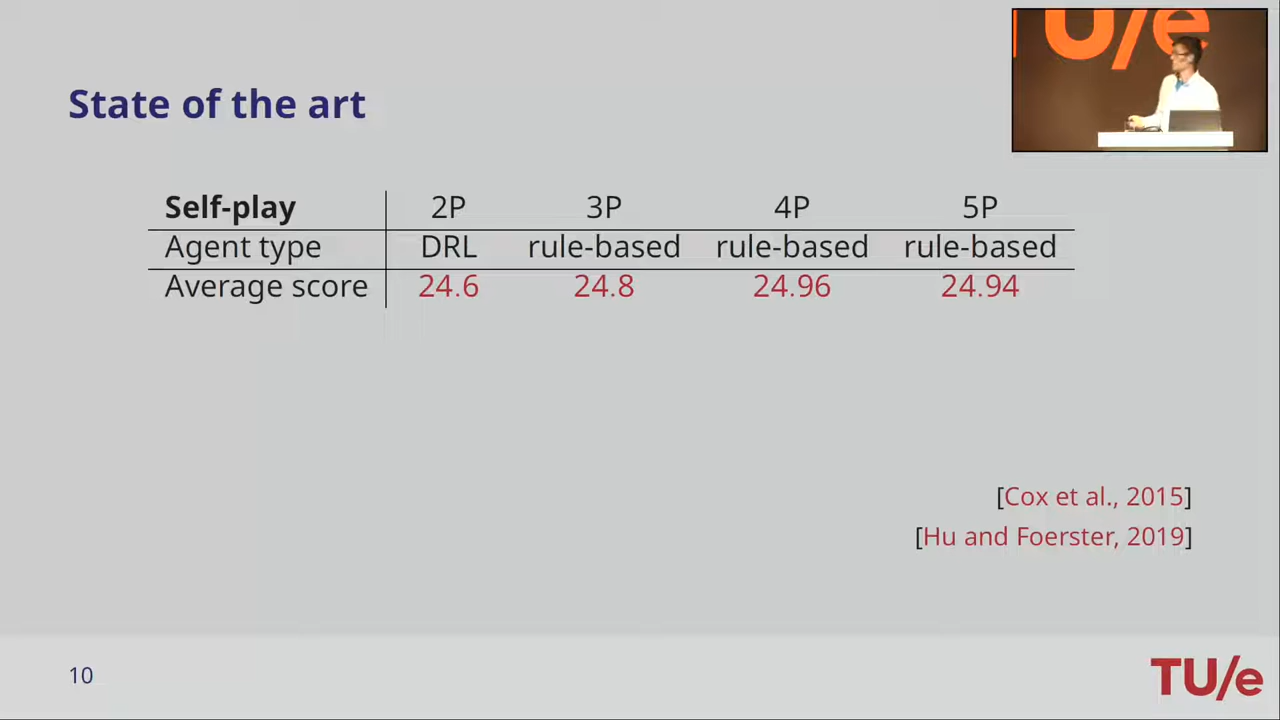 TU/e
State of the art
Self-play 2P 3P 4P 5P
Agent type DRL rule-based rule-based rule-based
Average score 24.6 24.8 24.96 24.94
[Cox et al., 2015]
[Hu and Foerster, 2019]
10
TU/e